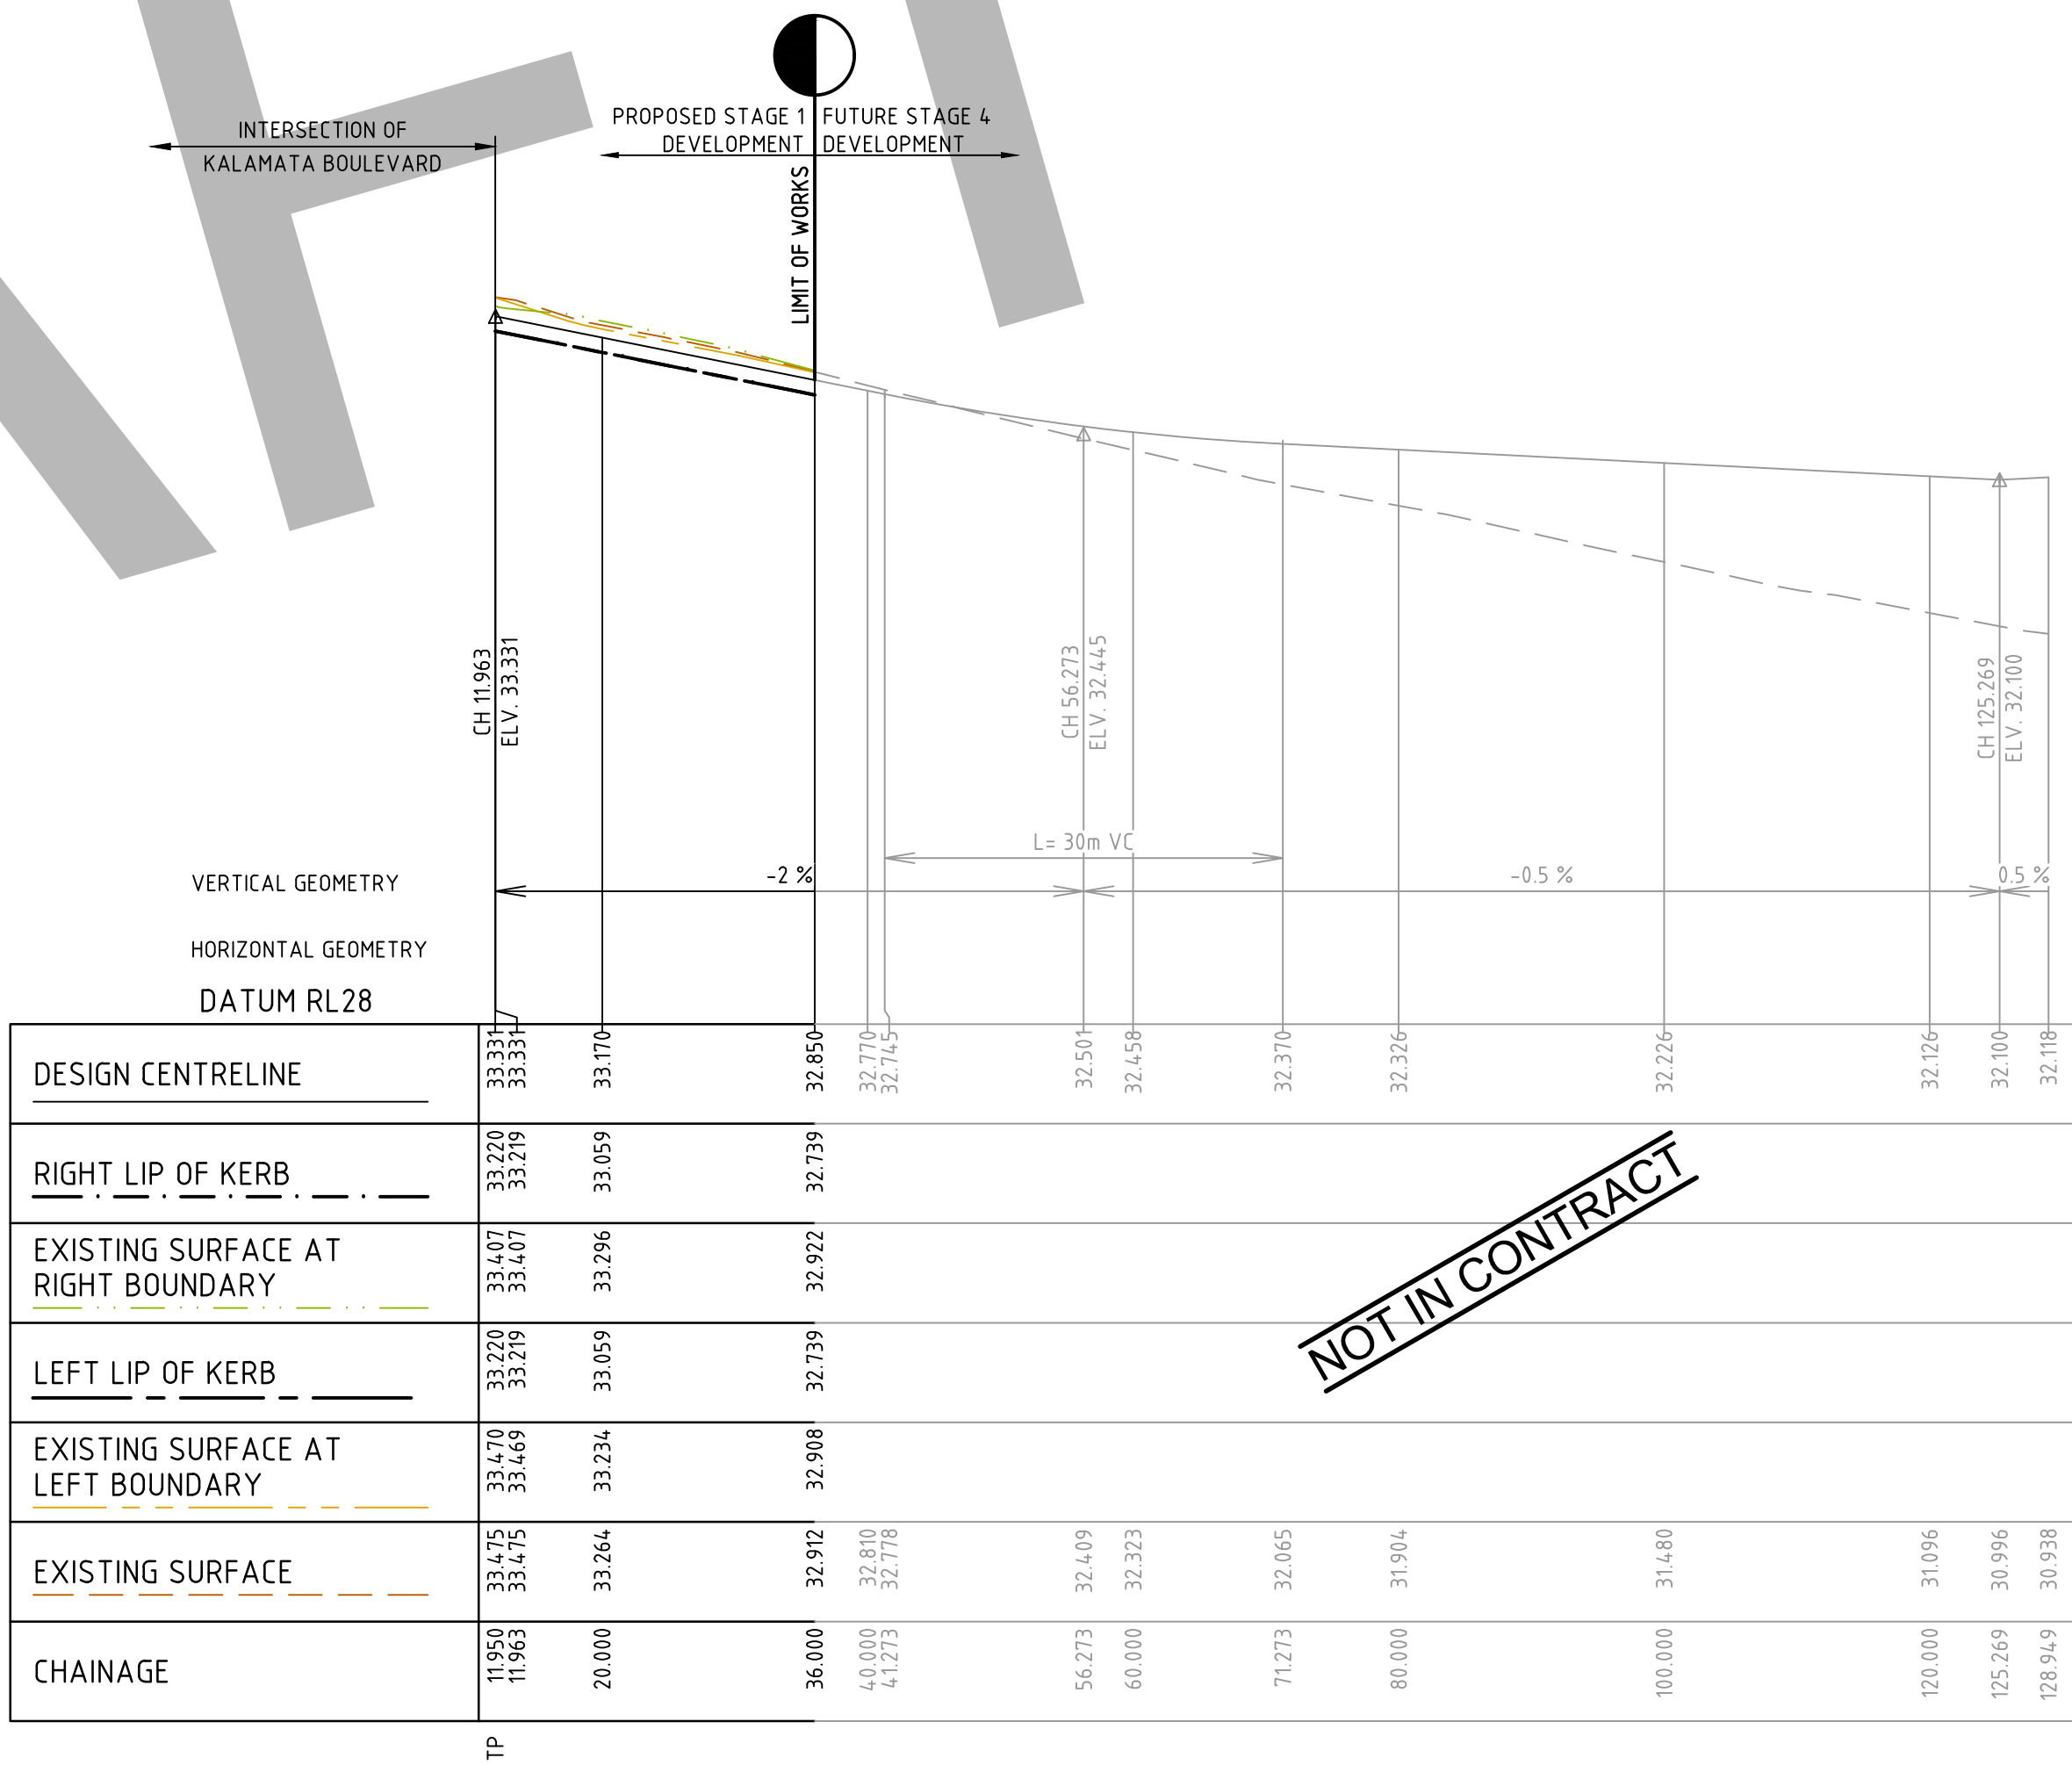 INTERSECTION OF
KALAMATA BOULEVARD
PROPOSED STAGE 1
DEVELOPMENT
FUTURE STAGE 4
DEVELOPMENT
LIMIT OF WORKS
CH 11.963
ELV. 33.331
CH 56.273
ELV. 32.445
CH 125.269
ELV. 32.100
L= 30m VC
VERTICAL GEOMETRY
-2 %
-0.5 %
0.5 %
HORIZONTAL GEOMETRY
DATUM RL28
DESIGN CENTRELINE
33.331
33.331
33.170
32.850
32.770
32.745
32.501
32.458
32.370
32.326
32.226
32.126
32.100
32.118
RIGHT LIP OF KERB
33.220
33.219
33.059
32.739
EXISTING SURFACE AT
RIGHT BOUNDARY
33.407
33.407
33.296
32.922
LEFT LIP OF KERB
33.220
33.219
33.059
32.739
EXISTING SURFACE AT
LEFT BOUNDARY
33.470
33.469
33.234
32.908
NOT IN CONTRACT
EXISTING SURFACE
33.475
33.475
33.264
32.912
32.810
32.778
32.409
32.323
32.065
31.904
31.480
31.096
30.996
30.938
CHAINAGE
11.950
11.963
20.000
36.000
40.000
41.273
56.273
60.000
71.273
80.000
100.000
120.000
125.269
128.949
TP